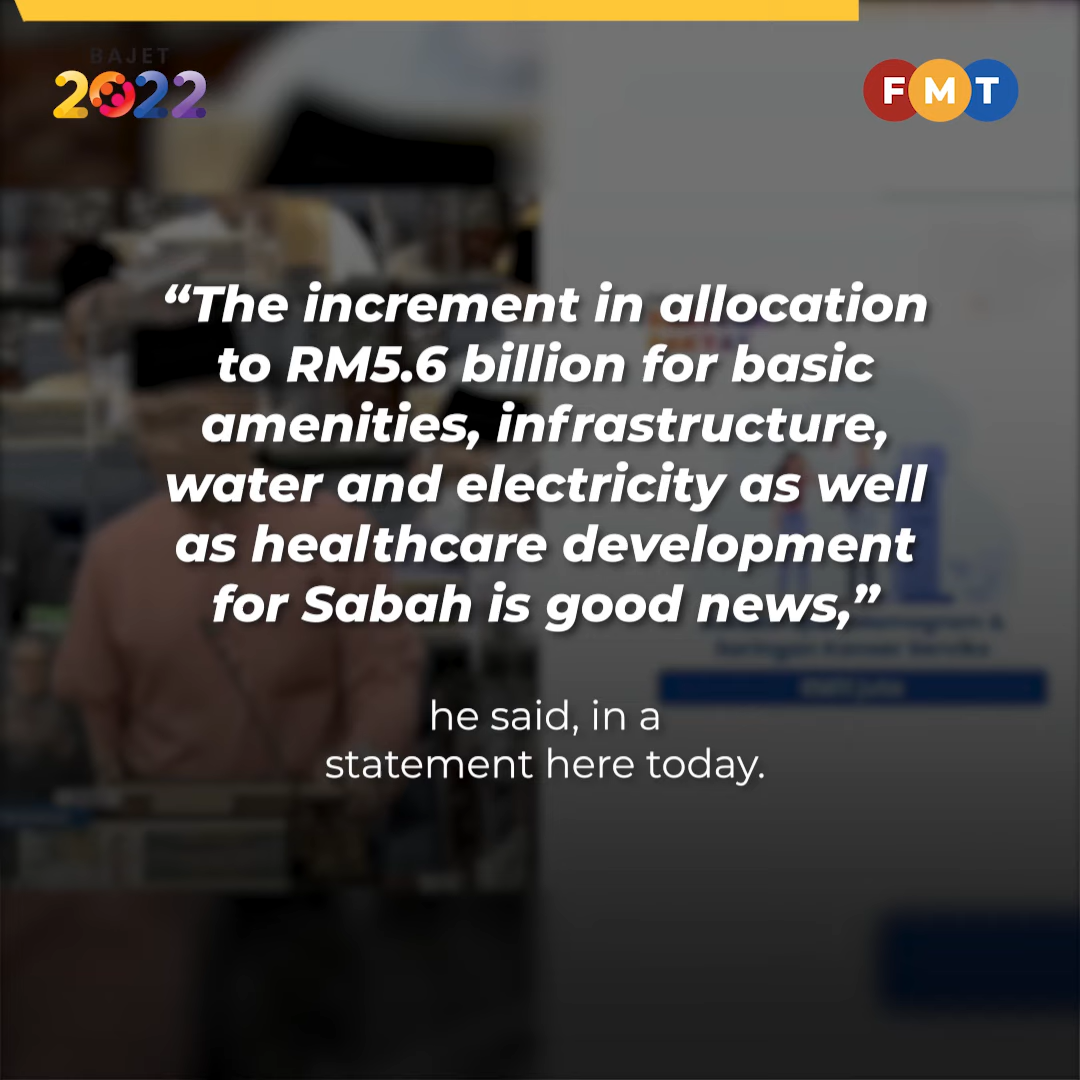 BAJET
2022
FMT
“The increment in allocation
to RM5.6 billion for basic
amenities, infrastructure,
water and electricity as well
as healthcare development
for Sabah is good news,”
he said, in a
statement here today.